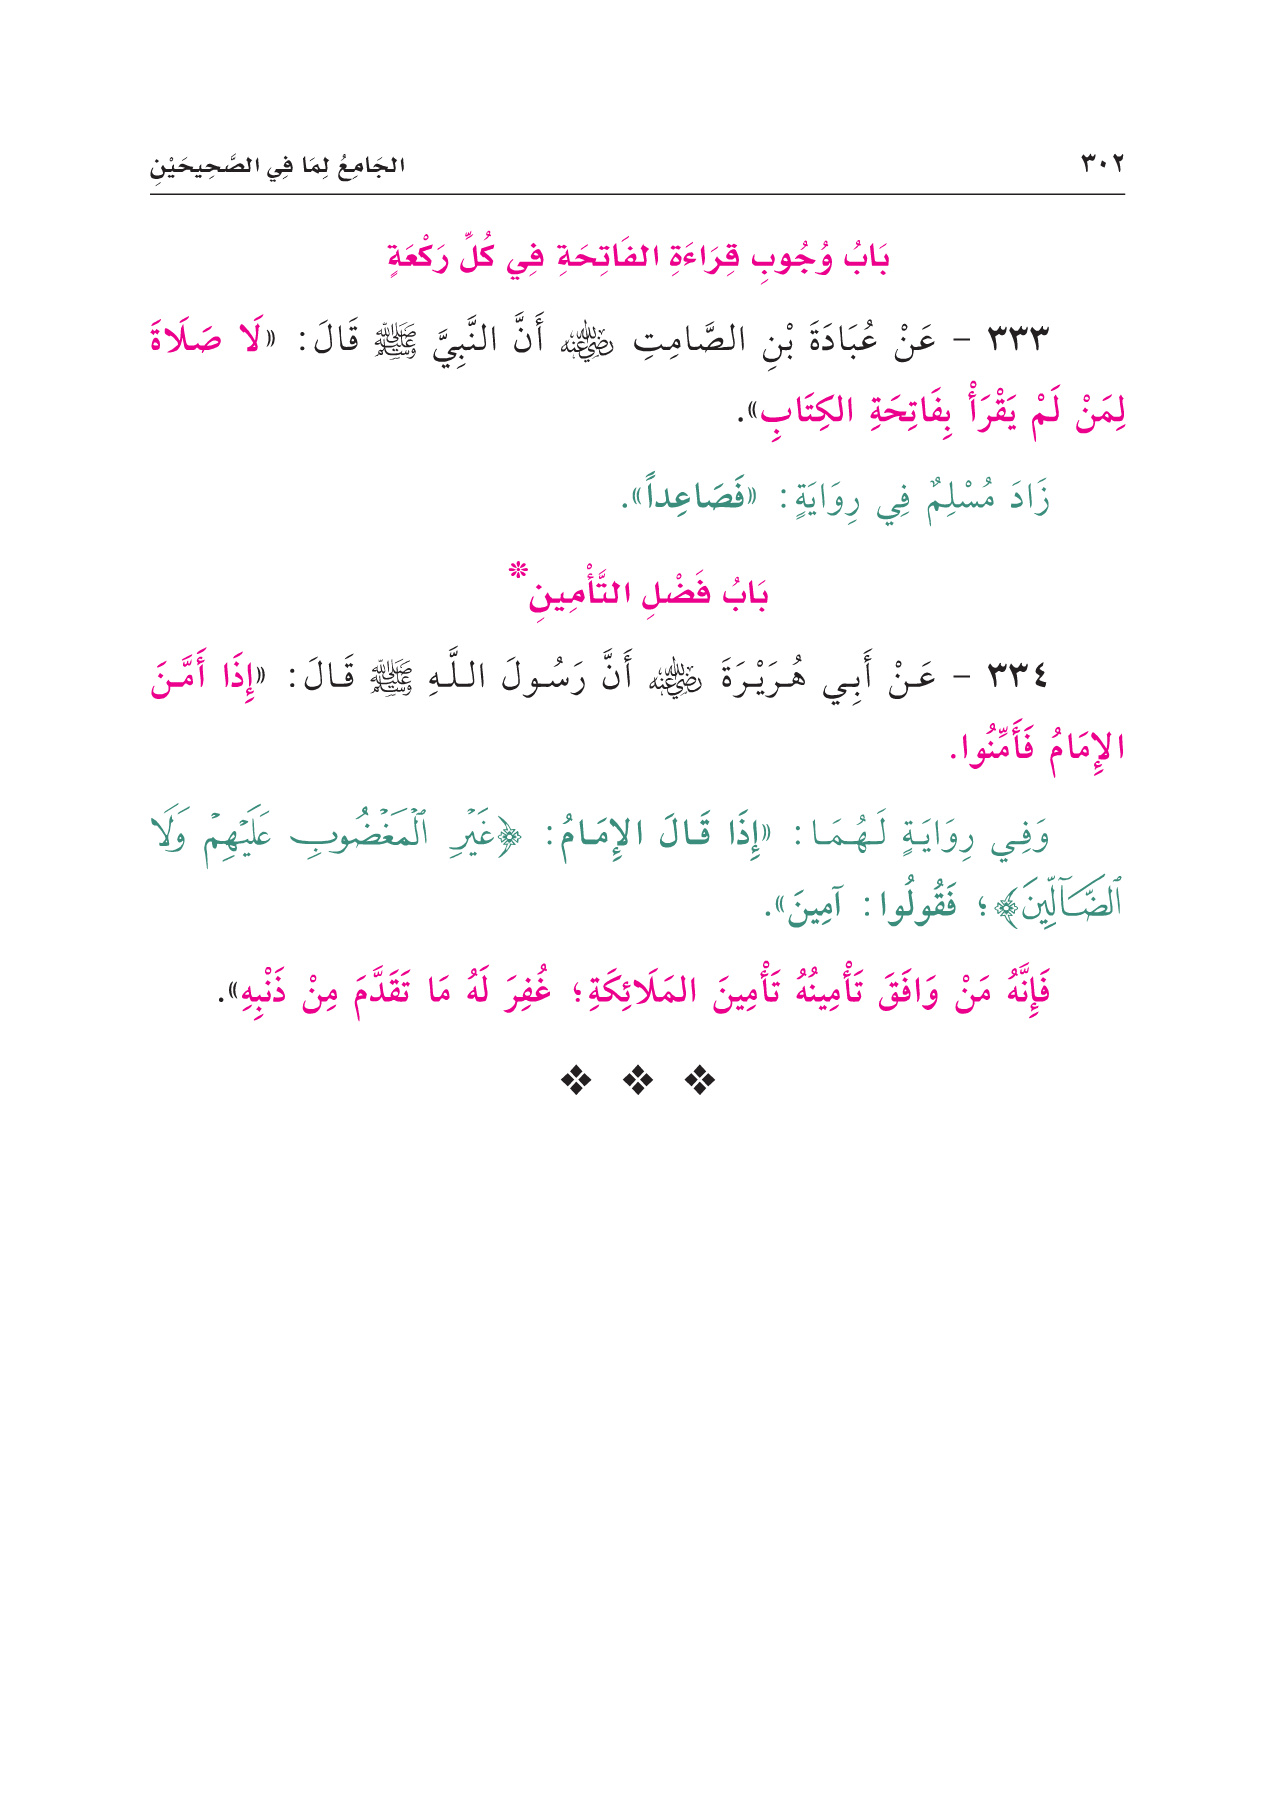 ٣٠٢ الجَامِعُ لِمَا فِي الصَّحِيحَيْنِ
بَابُ وُجُوبِ قِرَاءَةِ الفَاتِحَةِ فِي كُلِّ رَكْعَةٍ
٣٣٣ - عَنْ عُبَادَةَ بْنِ الصَّامِتِ رضي الله عنه أَنَّ النَّبِيَّ ﷺ قَالَ: «لَا صَلَاةَ
لِمَنْ لَمْ يَقْرَأْ بِفَاتِحَةِ الكِتَابِ».
زَادَ مُسْلِمٌ فِي رِوَايَةٍ: «فَصَاعِداً».
بَابُ فَضْلِ التَّأْمِينِ*
٣٣٤ - عَنْ أَبِي هُرَيْرَةَ رضي الله عنه أَنَّ رَسُولَ اللَّهِ ﷺ قَالَ: «إِذَا أَمَّنَ
الإِمَامُ فَأَمِّنُوا.
وَفِي رِوَايَةٍ لَهُمَا: «إِذَا قَالَ الإِمَامُ: ﴿غَيْرِ ٱلْمَغْضُوبِ عَلَيْهِمْ وَلَا
ٱلضَّآلِّينَ﴾؛ فَقُولُوا: آمِينَ».
فَإِنَّهُ مَنْ وَافَقَ تَأْمِينُهُ تَأْمِينَ المَلَائِكَةِ؛ غُفِرَ لَهُ مَا تَقَدَّمَ مِنْ ذَنْبِهِ».